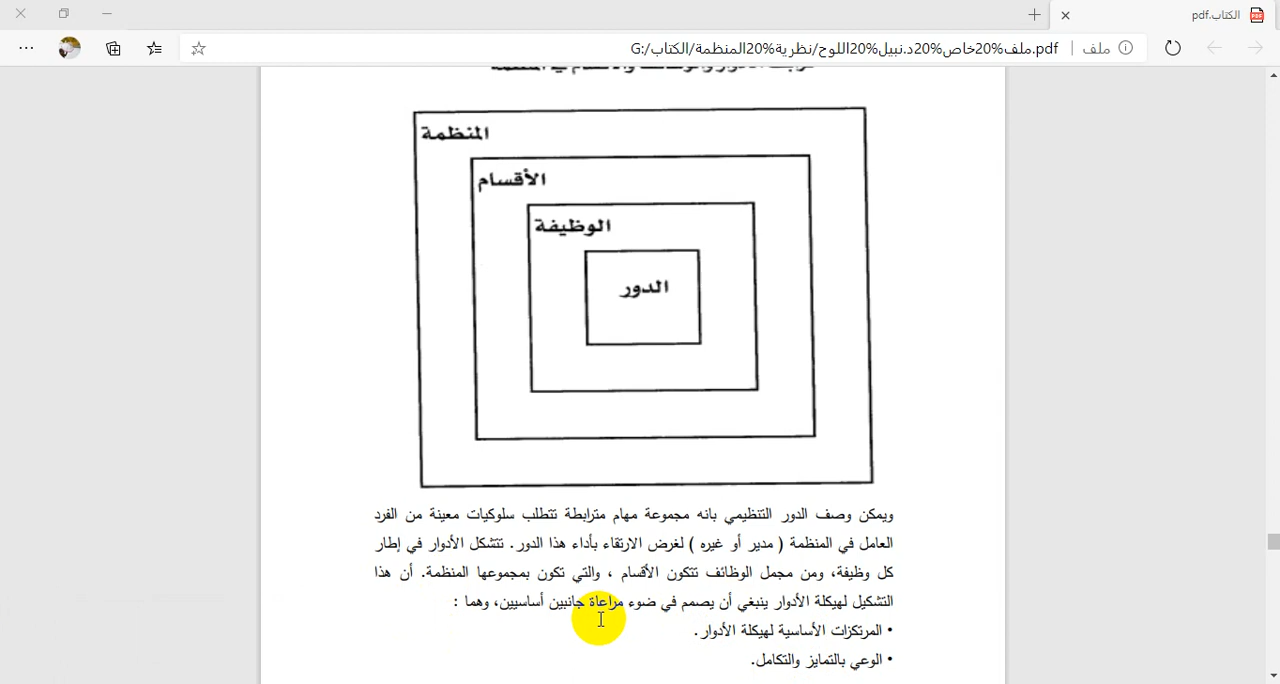 الكتاب.pdf
ملف
G:/الكتاب/نظرية%20المنظمة/ملف%20خاص%20د.نبيل%20اللوح.pdf
المنظمة
الأقسام
الوظيفة
الدور
ويمكن وصف الدور التنظيمي بانه مجموعة مهام مترابطة تتطلب سلوكيات معينة من الفرد
العامل في المنظمة ( مدير أو غيره ) لغرض الارتقاء بأداء هذا الدور. تتشكل الأدوار في إطار
كل وظيفة، ومن مجمل الوظائف تتكون الأقسام ، والتي تكون بمجموعها المنظمة. أن هذا
التشكيل لهيكلة الأدوار ينبغي أن يصمم في ضوء مراعاة جانبين أساسيين، وهما :
• المرتكزات الأساسية لهيكلة الأدوار.
• الوعي بالتمايز والتكامل.